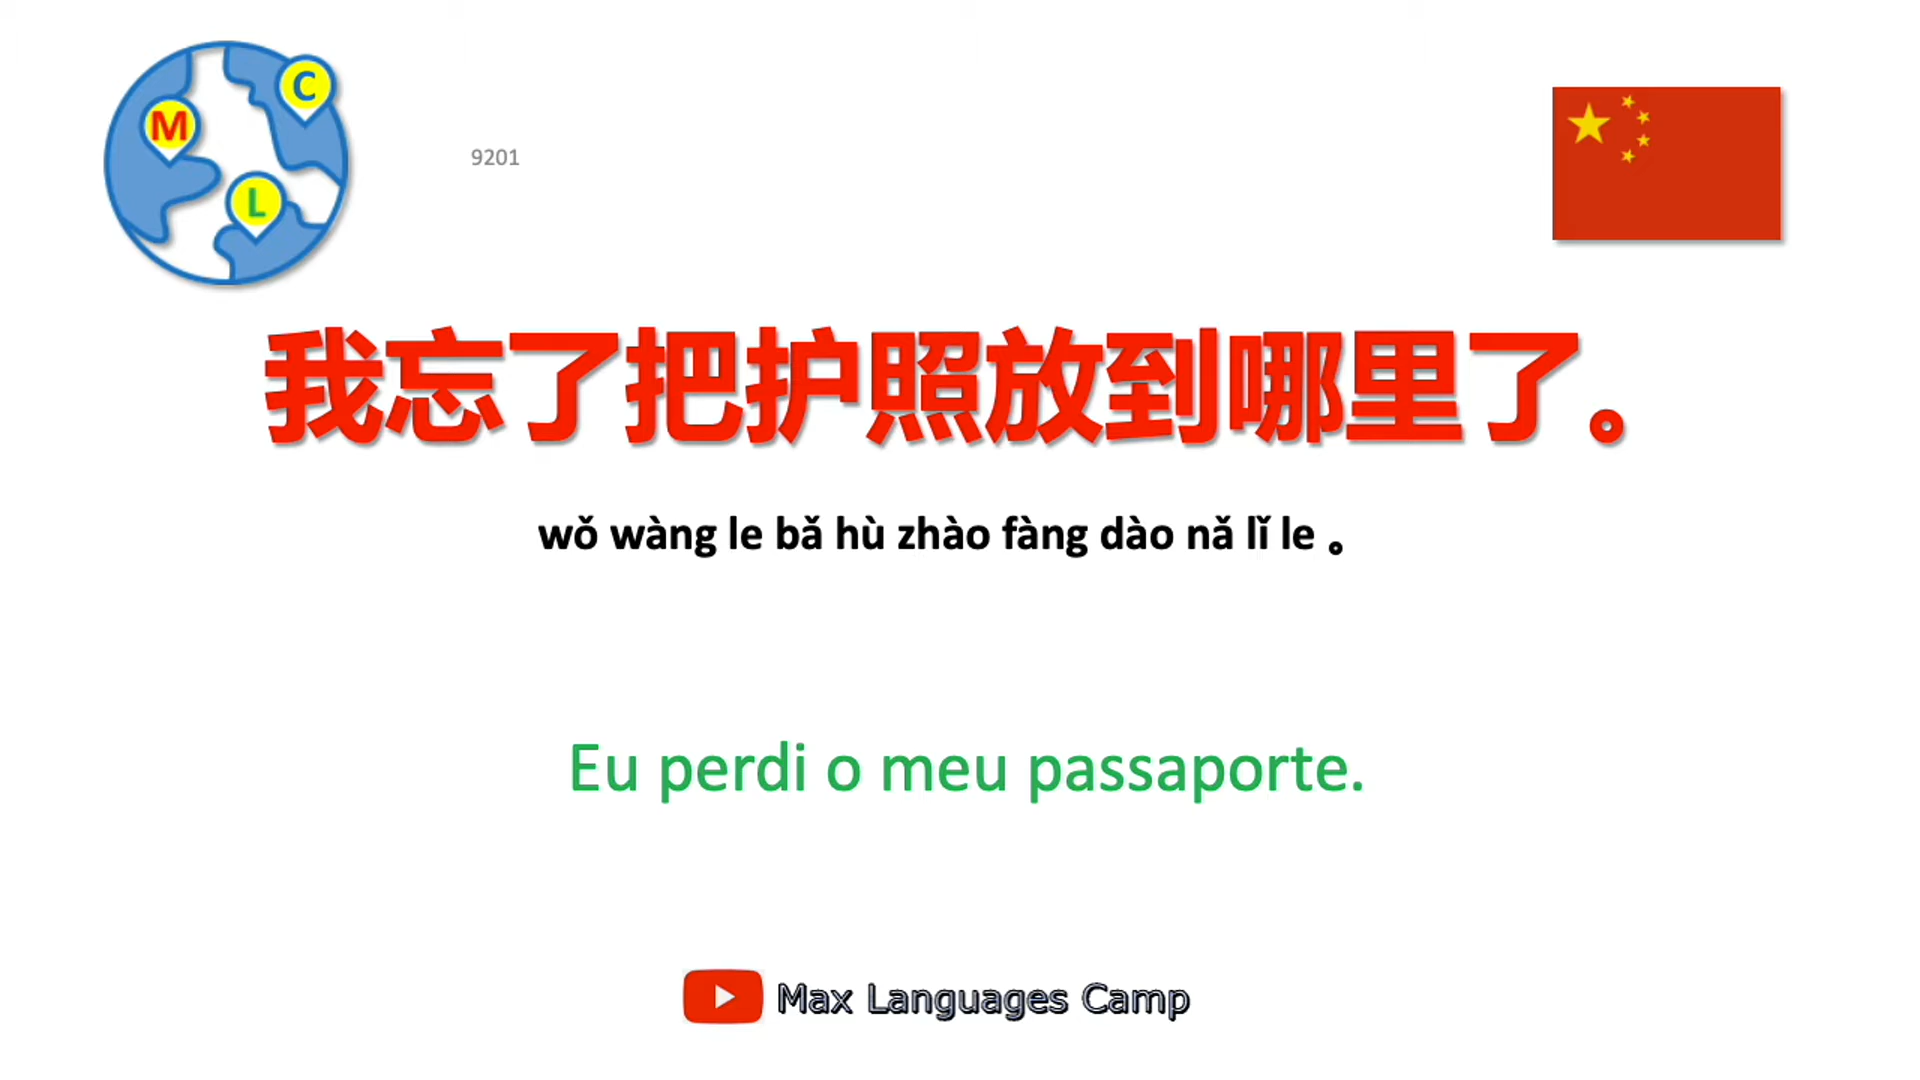 C
M
L
9201
我忘了把护照放到哪里了。
wǒ wàng le bǎ hù zhào fàng dào nǎ lǐ le 。
Eu perdi o meu passaporte.
Max Languages Camp